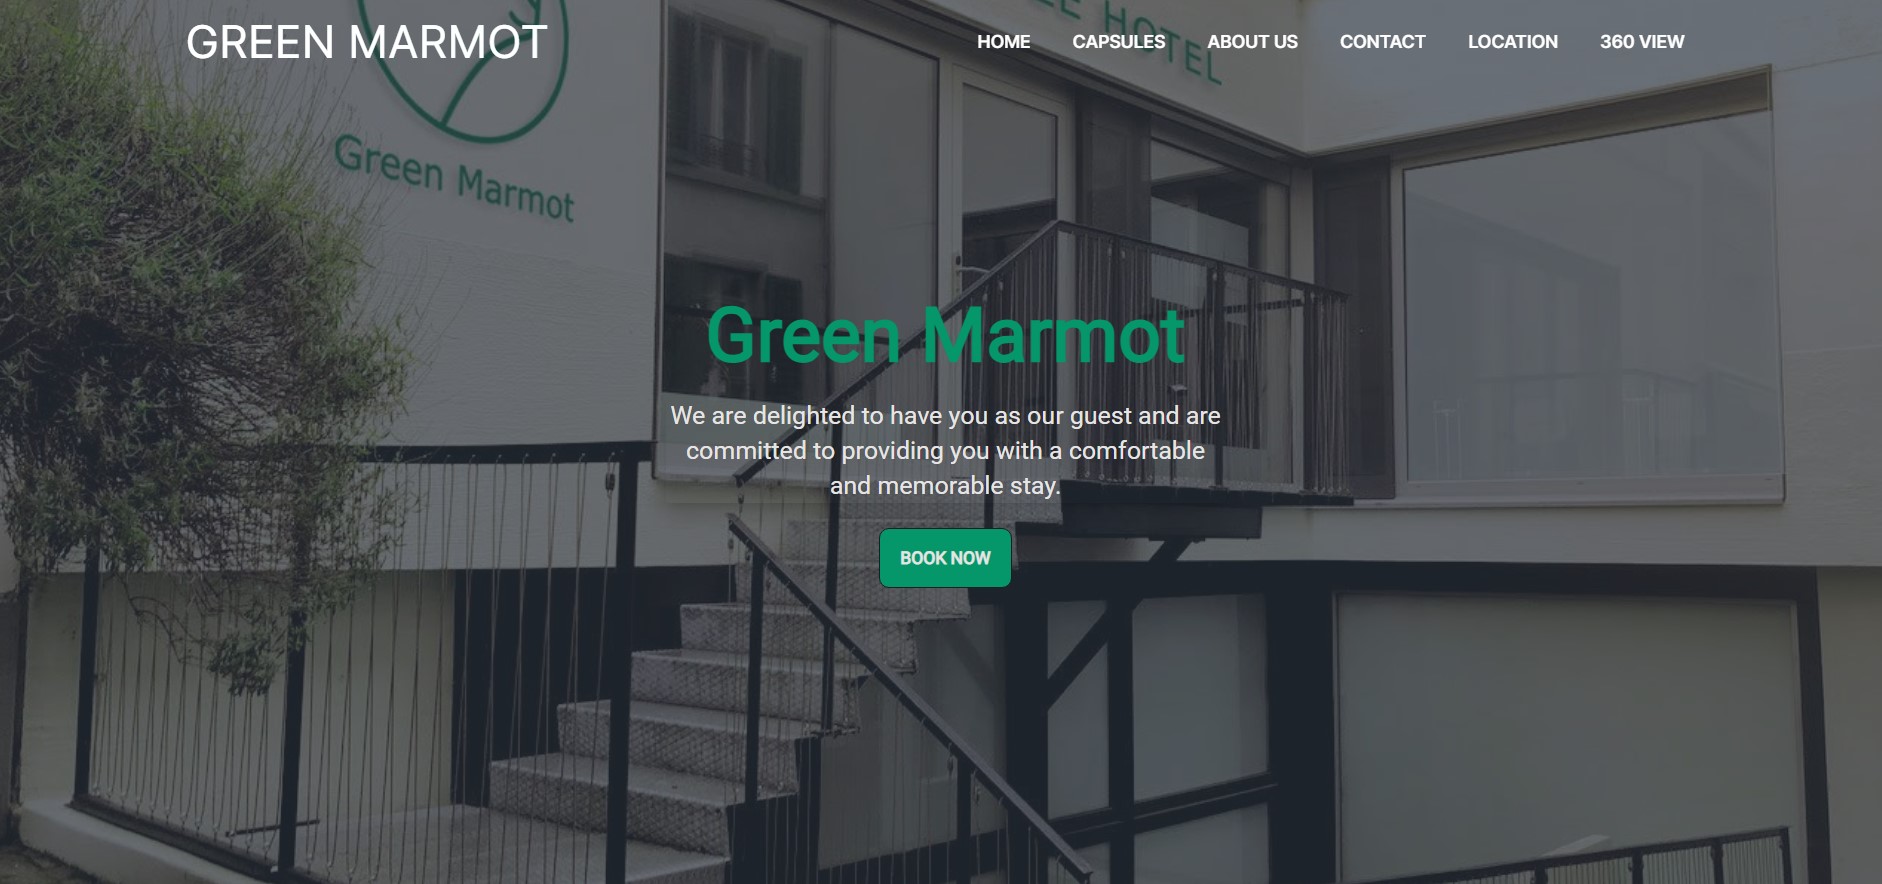 GREEN MARMOT
HOME CAPSULES ABOUT US CONTACT LOCATION 360 VIEW
HOTEL
Green Marmot
Green Marmot
We are delighted to have you as our guest and are
committed to providing you with a comfortable
and memorable stay.
BOOK NOW